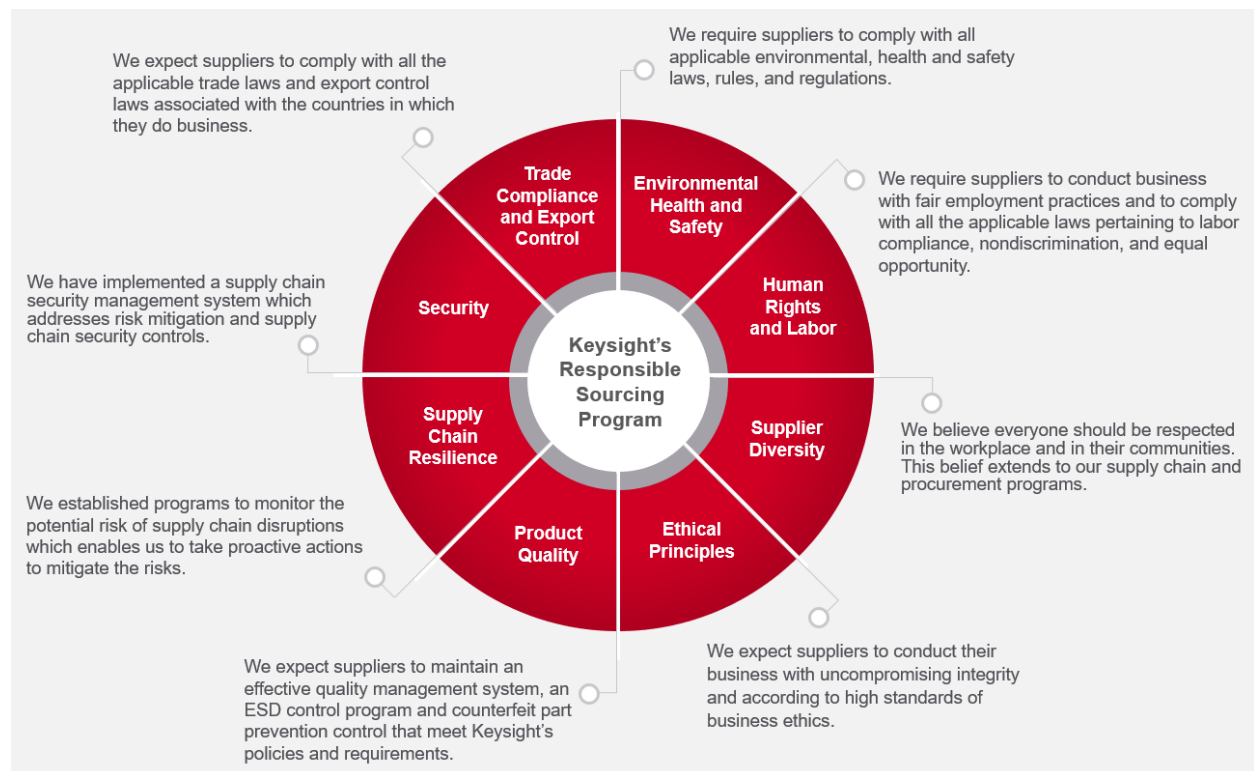 We require suppliers to comply with all
applicable environmental, health and safety
laws, rules, and regulations.
We expect suppliers to comply with all the
applicable trade laws and export control
laws associated with the countries in which
they do business.
Trade
Compliance
and Export
Control
Environmental
Health and
Safety
We require suppliers to conduct business
with fair employment practices and to comply
with all the applicable laws pertaining to labor
compliance, nondiscrimination, and equal
opportunity.
We have implemented a supply chain
security management system which
addresses risk mitigation and supply
chain security controls.
Security
Human
Rights
and Labor
Keysight's
Responsible
Sourcing
Program
Supply
Chain
Resilience
Supplier
Diversity
We believe everyone should be respected
in the workplace and in their communities.
This belief extends to our supply chain and
procurement programs.
We established programs to monitor the
potential risk of supply chain disruptions
which enables us to take proactive actions
to mitigate the risks.
Product
Quality
Ethical
Principles
We expect suppliers to conduct their
business with uncompromising integrity
and according to high standards of
business ethics.
We expect suppliers to maintain an
effective quality management system, an
ESD control program and counterfeit part
prevention control that meet Keysight's
policies and requirements.